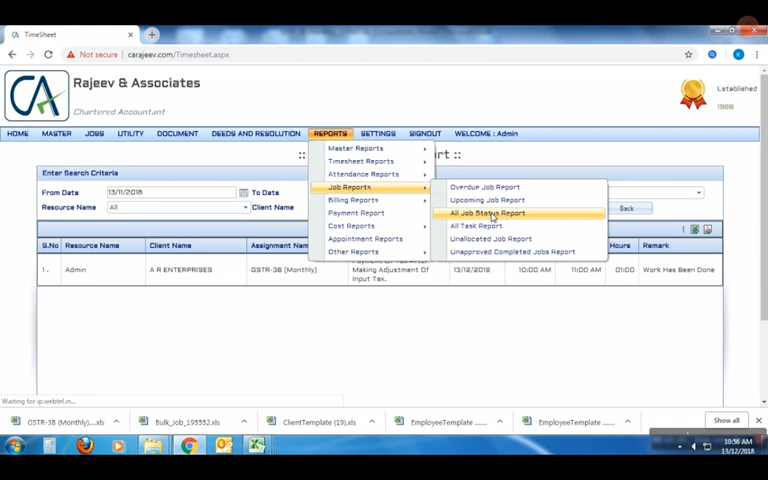 TimeSheet
Not secure | carajeev.com/Timesheet.aspx
K
CA
Rajeev & Associates
Chartered Accountant
Lstablished
1988
HOME MASTER JOBS UTILITY DOCUMENT DEEDS AND RESOLUTION REPORTS SETTINGS SIGNOUT WELCOME : Admin
Master Reports
Timesheet Reports
Attendance Reports
Job Reports
Billing Reports
Payment Report
Cost Reports
Appointment Reports
Other Reports
Overdue Job Report
Upcoming Job Report
All Job Status Report
All Task Report
Unallocated Job Report
Unapproved Completed Jobs Report
Enter Search Criteria
From Date 13/11/2018 To Date
Resource Name All Client Name
Back
S.No Resource Name Client Name Assignment Name Hours Remark
1. Admin A R ENTERPRISES GSTR-3B (Monthly) Making Adjustment Of Input Tax. 13/12/2018 10:00 AM 11:00 AM 01:00 Work Has Been Done
Waiting for ip.webtel.in...
GSTR-3B (Monthly)....xls Bulk_Job_193332.xls ClientTemplate (19).xls EmployeeTemplate ....xls EmployeeTemplate ....xls Show all
10:56 AM
13/12/2018